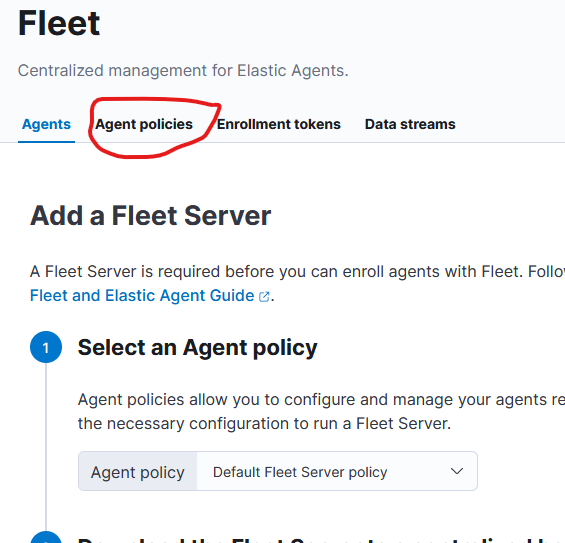 Fleet
Centralized management for Elastic Agents.
Agents Agent policies Enrollment tokens Data streams
Add a Fleet Server
A Fleet Server is required before you can enroll agents with Fleet. Follo
Fleet and Elastic Agent Guide.
1 Select an Agent policy
Agent policies allow you to configure and manage your agents re
the necessary configuration to run a Fleet Server.
Agent policy Default Fleet Server policy